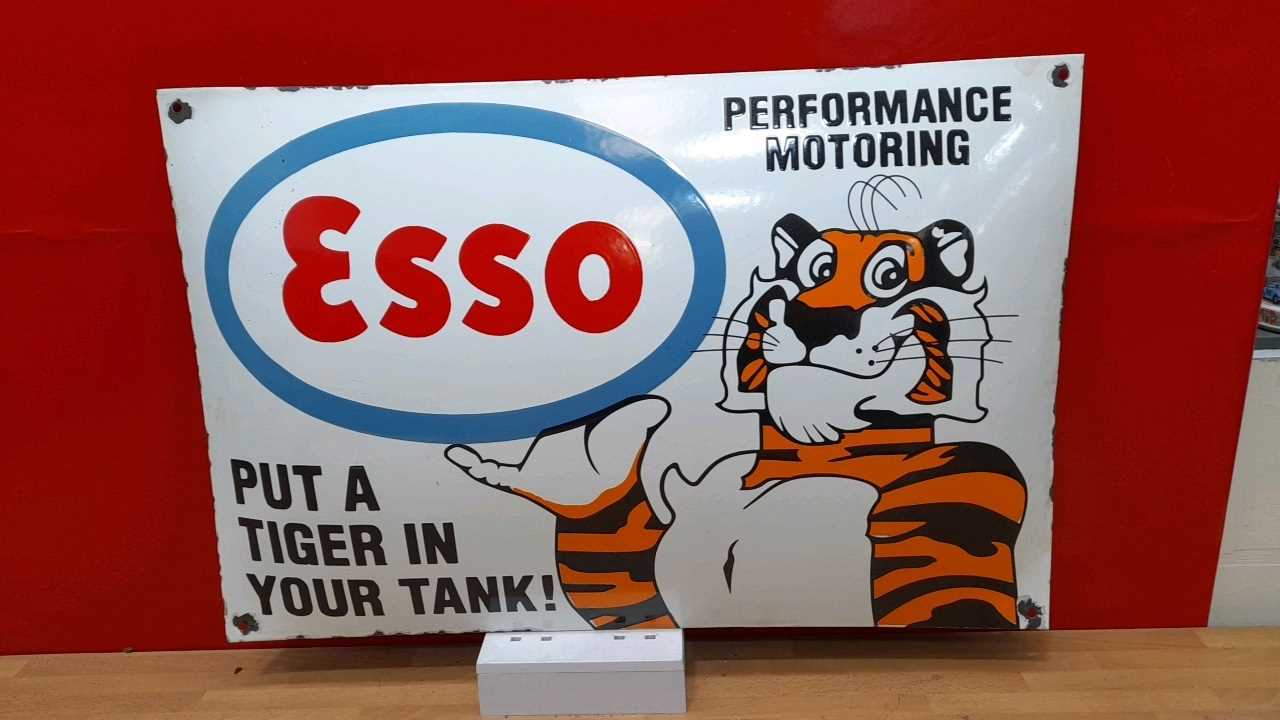 PERFORMANCE
MOTORING
Esso
PUT A
TIGER IN
YOUR TANK!